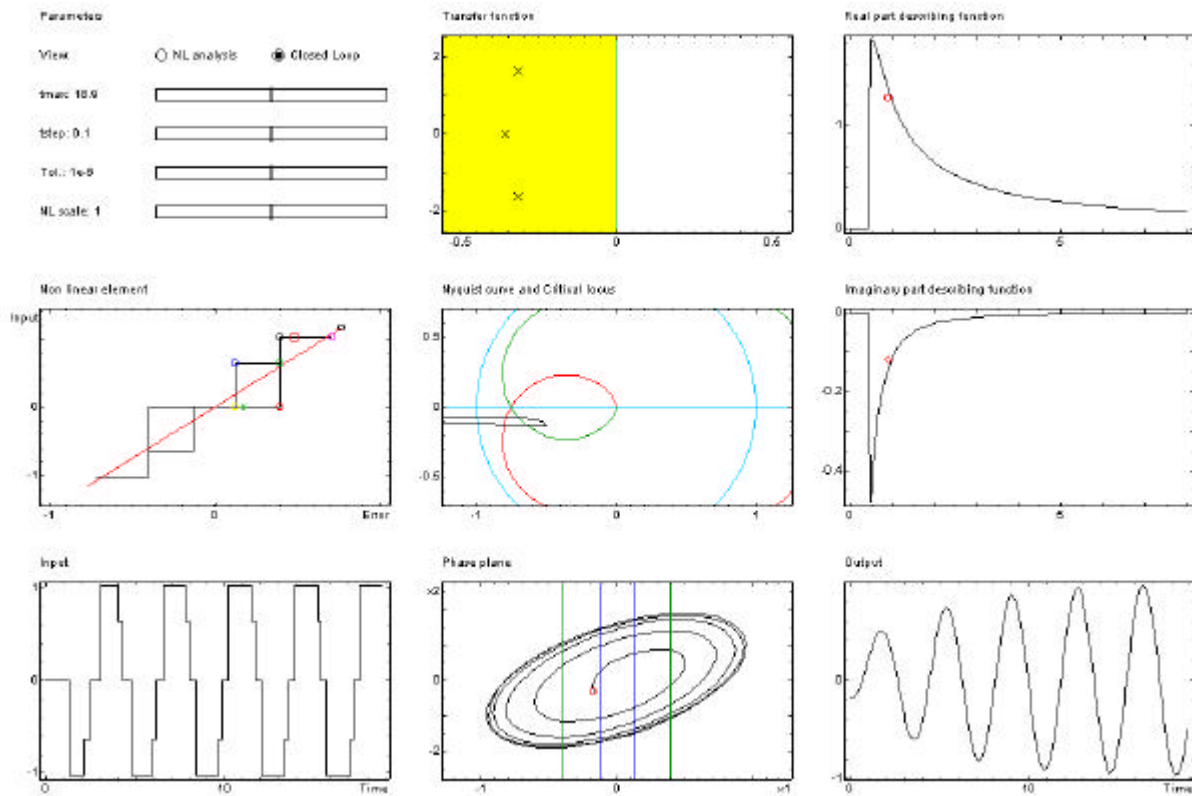 Parameters
View
NL analysis
Closed Loop
tmax: 18.9
tstep: 0.1
Tol.: 1e-6
NL scale: 1
Transfer function
2
0
-2
-0.5
0
0.5
Real part describing function
1
0
0
5
Non linear element
Input
0
-1
-1
0
Error
Nyquist curve and Critical locus
0.5
0
-0.5
-1
0
1
Imaginary part describing function
0
-0.2
-0.4
0
5
Input
1
0
-1
0
10
Time
Phase plane
x2
0
-2
-1
0
x1
Output
1
0
-1
0
10
Time